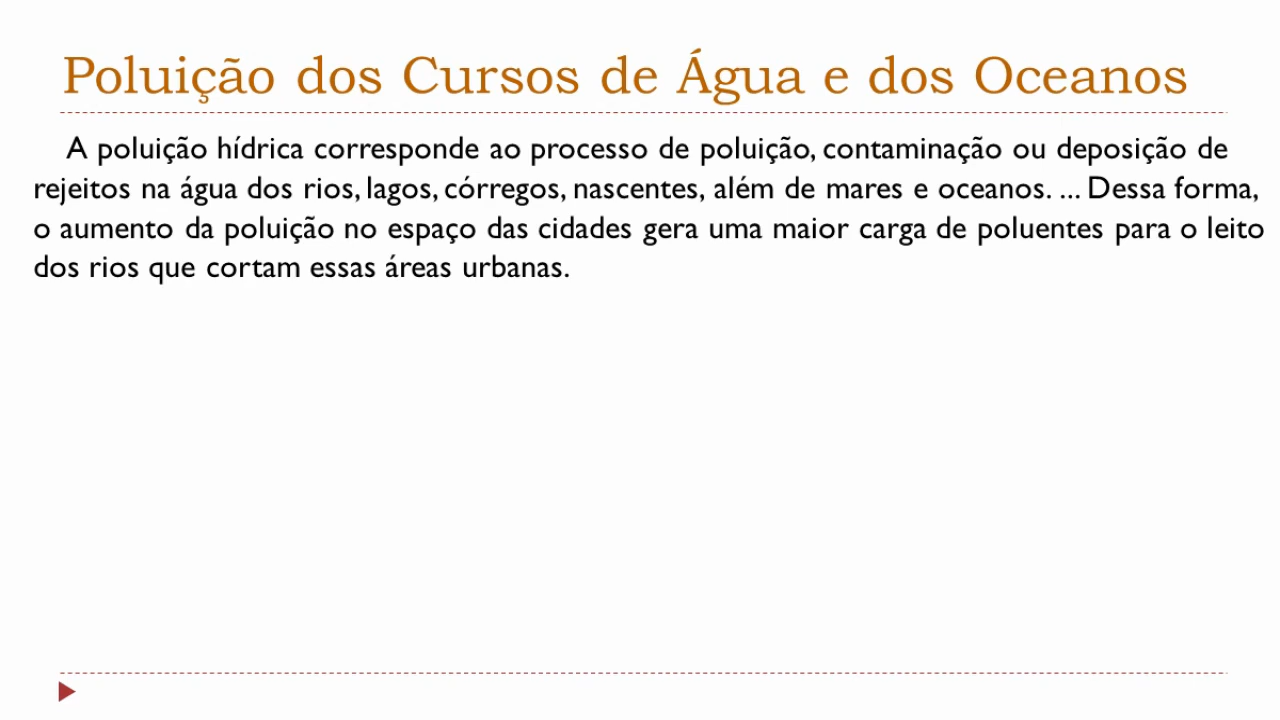 Poluição dos Cursos de Água e dos Oceanos
A poluição hídrica corresponde ao processo de poluição, contaminação ou deposição de
rejeitos na água dos rios, lagos, córregos, nascentes, além de mares e oceanos. ... Dessa forma,
o aumento da poluição no espaço das cidades gera uma maior carga de poluentes para o leito
dos rios que cortam essas áreas urbanas.